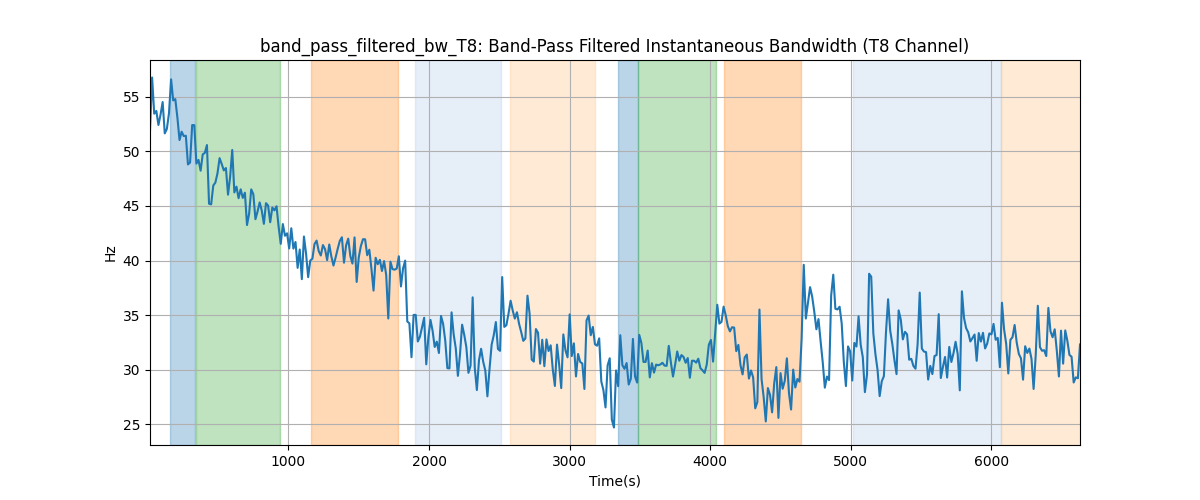 band_pass_filtered_bw_T8: Band-Pass Filtered Instantaneous Bandwidth (T8 Channel)
55
50
45
40
35
30
25
Hz
1000 2000 3000 4000 5000 6000
Time(s)